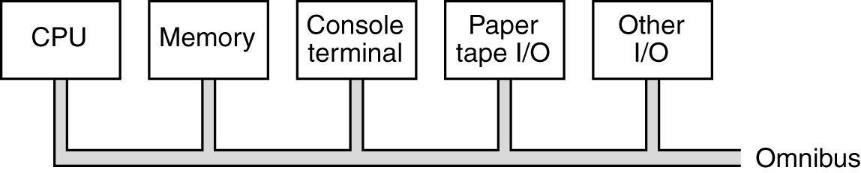 CPU
Memory
Console
terminal
Paper
tape I/O
Other
I/O
Omnibus